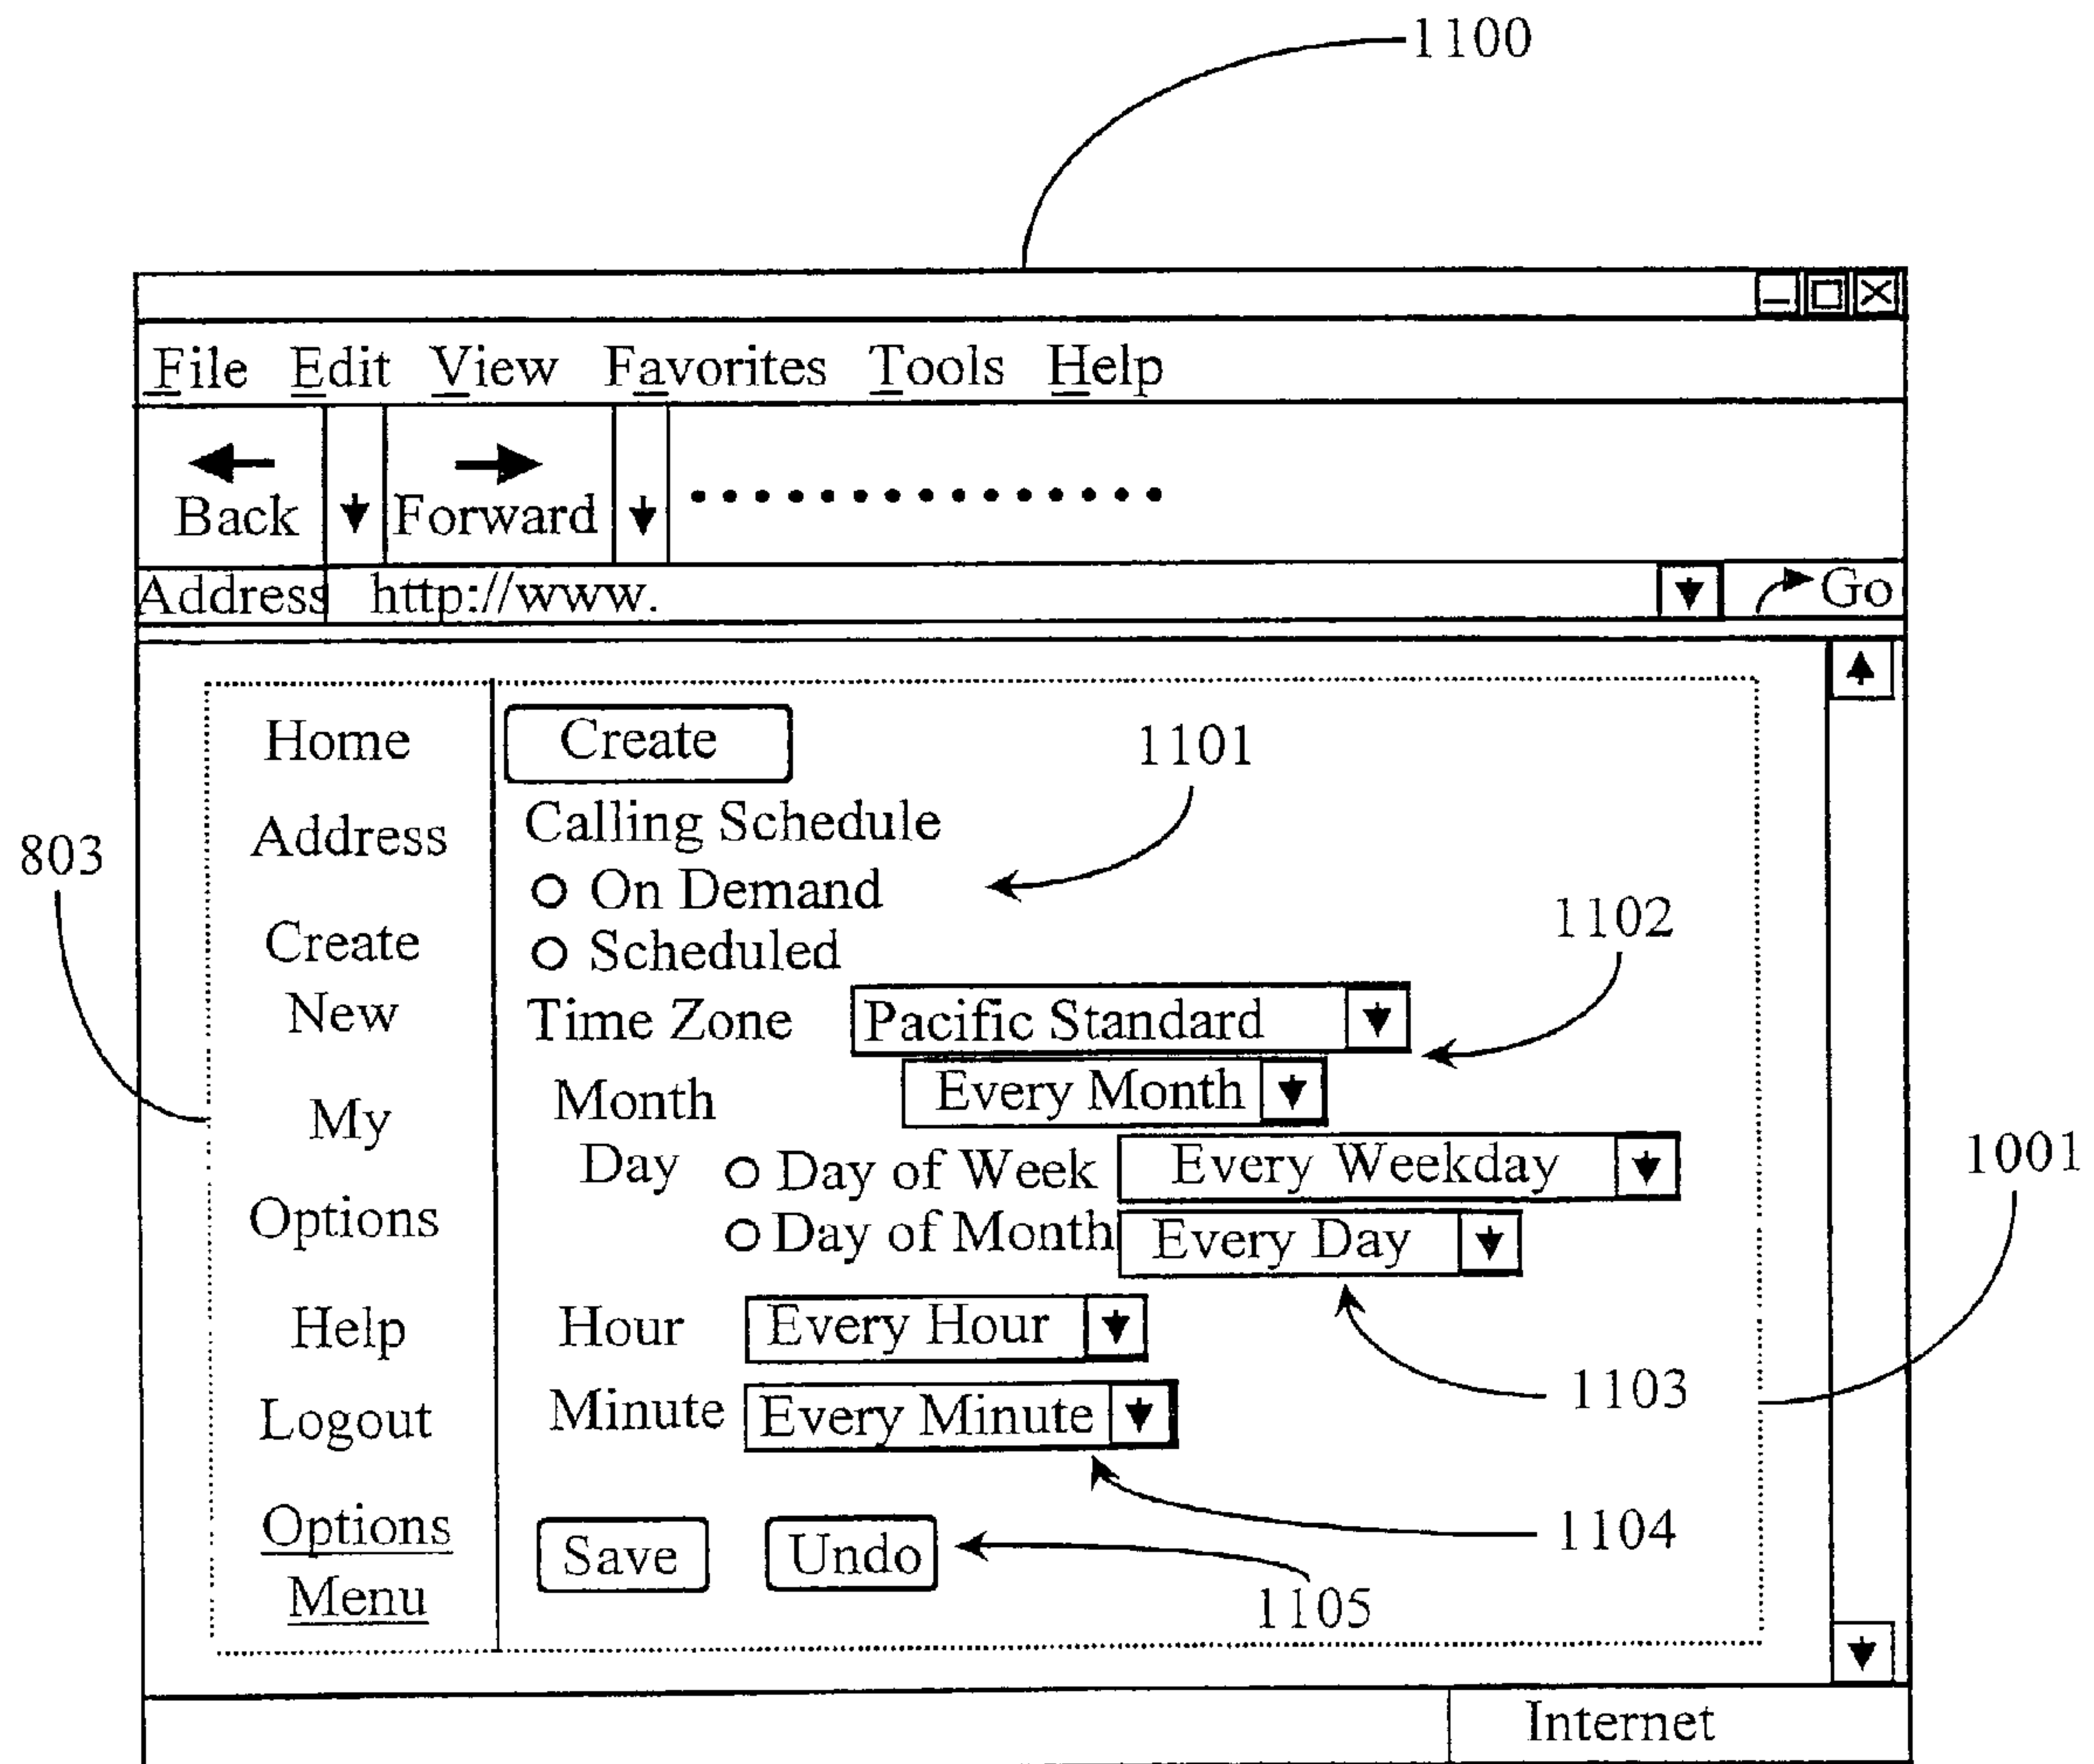 1100
File Edit View Favorites Tools Help
Back Forward
Address http://www. Go
Home
Address
Create
New
My
Options
Help
Logout
Options
Menu
803
Create
1101
Calling Schedule
On Demand
Scheduled
1102
Time Zone Pacific Standard
Month Every Month
Day Day of Week Every Weekday
Day of Month Every Day
1001
Hour Every Hour
1103
Minute Every Minute
1104
Save Undo
1105
Internet